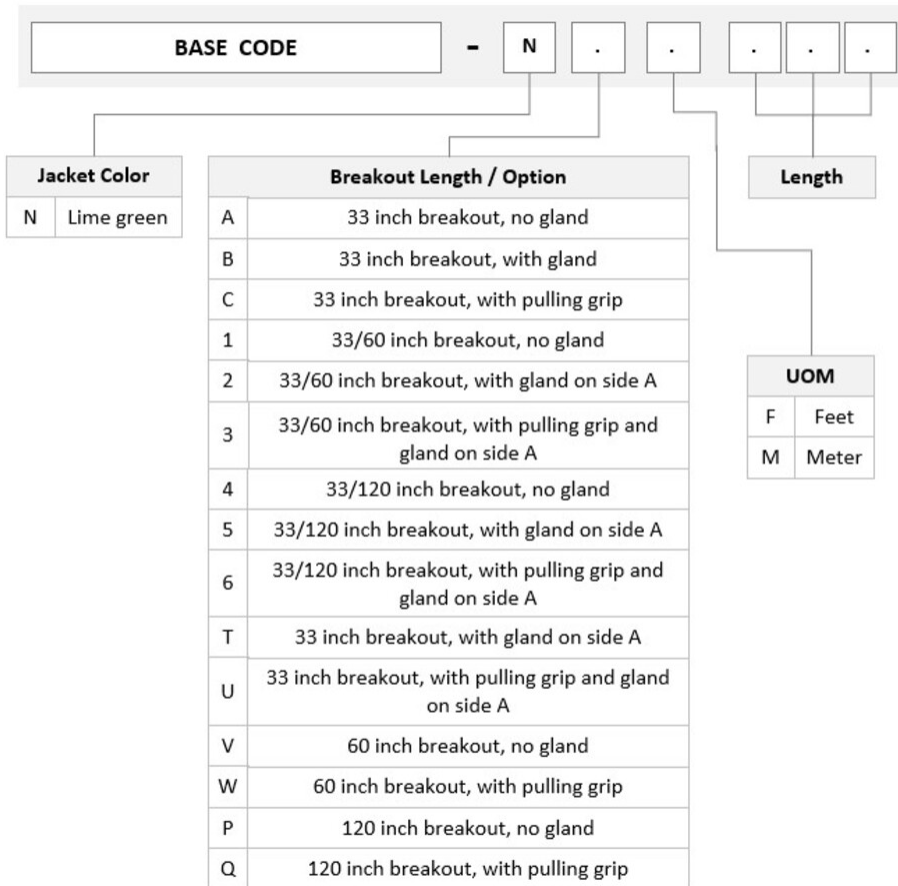 BASE CODE - N . . . . .
Jacket Color
N Lime green
Breakout Length / Option
A 33 inch breakout, no gland
B 33 inch breakout, with gland
C 33 inch breakout, with pulling grip
1 33/60 inch breakout, no gland
2 33/60 inch breakout, with gland on side A
3 33/60 inch breakout, with pulling grip and
gland on side A
4 33/120 inch breakout, no gland
5 33/120 inch breakout, with gland on side A
6 33/120 inch breakout, with pulling grip and
gland on side A
T 33 inch breakout, with gland on side A
U 33 inch breakout, with pulling grip and gland
on side A
V 60 inch breakout, no gland
W 60 inch breakout, with pulling grip
P 120 inch breakout, no gland
Q 120 inch breakout, with pulling grip
Length
UOM
F Feet
M Meter